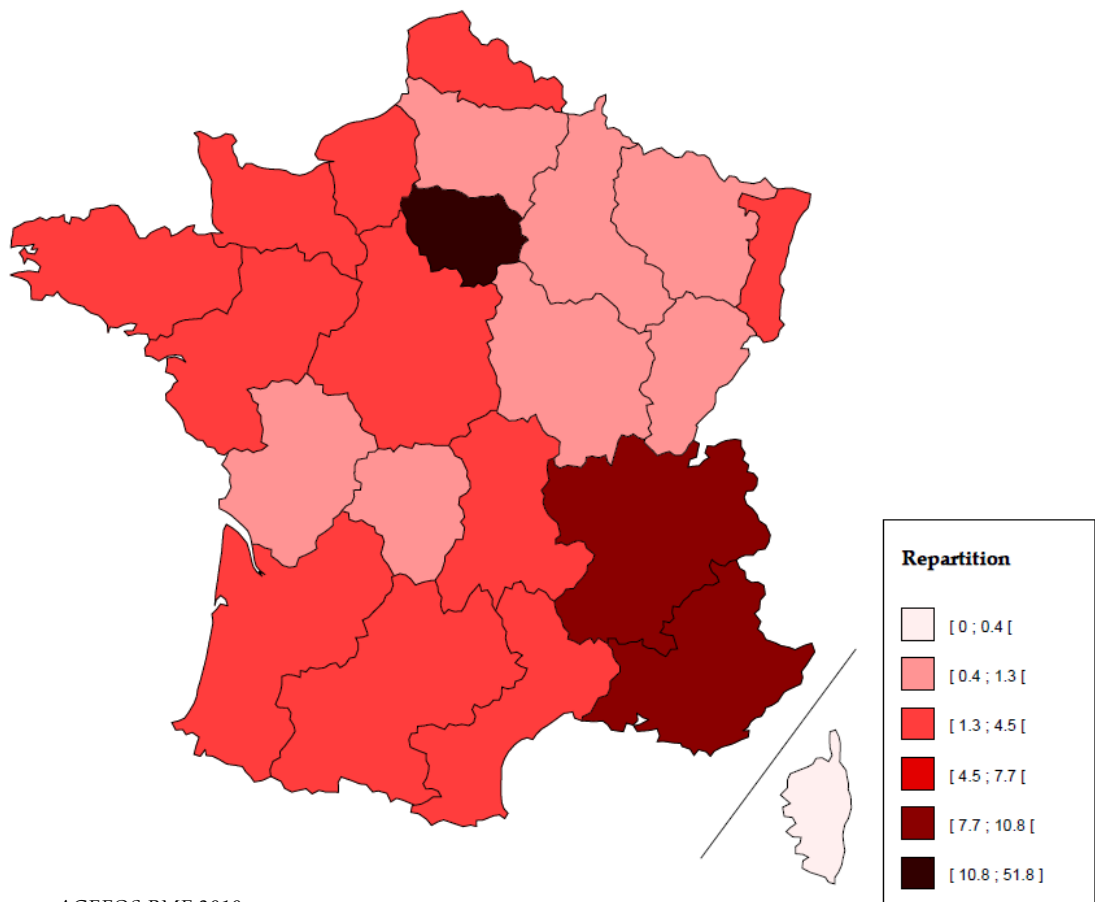 Repartition
[ 0 ; 0.4 [
[ 0.4 ; 1.3 [
[ 1.3 ; 4.5 [
[ 4.5 ; 7.7 [
[ 7.7 ; 10.8 [
[ 10.8 ; 51.8 ]